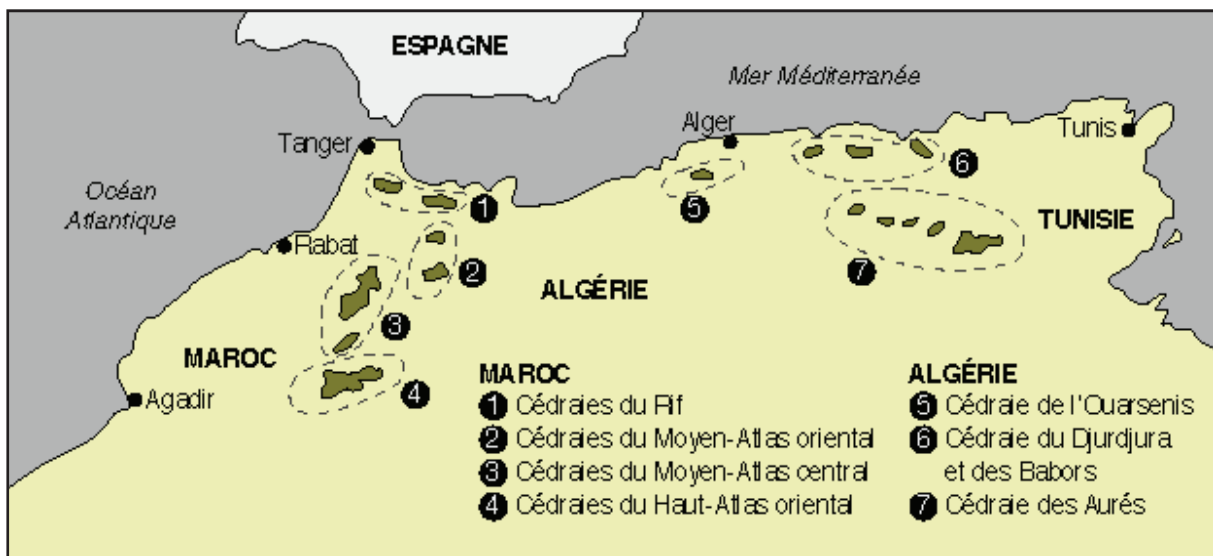 ESPAGNE
Mer Méditerranée
Tanger
Alger
Tunis
Océan
Atlantique
Rabat
ALGÉRIE
TUNISIE
MAROC
Agadir
1
2
3
4
5
6
7
MAROC
1 Cédraies du Rif
2 Cédraies du Moyen-Atlas oriental
3 Cédraies du Moyen-Atlas central
4 Cédraies du Haut-Atlas oriental
ALGÉRIE
5 Cédraie de l'Ouarsenis
6 Cédraie du Djurdjura
et des Babors
7 Cédraie des Aurés